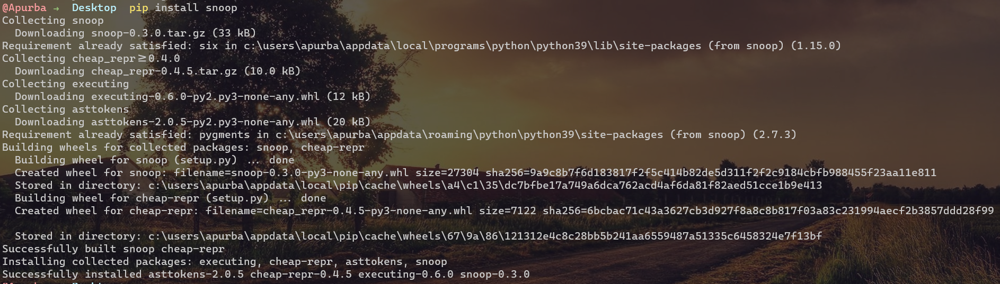 @Apurba → Desktop pip install snoop
Collecting snoop
Downloading snoop-0.3.0.tar.gz (33 kB)
Requirement already satisfied: six in c:\users\apurba\appdata\local\programs\python\python39\lib\site-packages (from snoop) (1.15.0)
Collecting cheap_repr≥0.4.0
Downloading cheap_repr-0.4.5.tar.gz (10.0 kB)
Collecting executing
Downloading executing-0.6.0-py2.py3-none-any.whl (12 kB)
Collecting asttokens
Downloading asttokens-2.0.5-py2.py3-none-any.whl (20 kB)
Requirement already satisfied: pygments in c:\users\apurba\appdata\roaming\python\python39\site-packages (from snoop) (2.7.3)
Building wheels for collected packages: snoop, cheap-repr
Building wheel for snoop (setup.py) ... done
Created wheel for snoop: filename=snoop-0.3.0-py3-none-any.whl size=27304 sha256=9a9c8b7f6d183817f2f5c414b82de5d311f2f2c9184cbfb988455f23aa11e811
Stored in directory: c:\users\apurba\appdata\local\pip\cache\wheels\a4\c1\35\dc7bfbe17a749a6dca762acd4af6da81f82aed51cce1b9e413
Building wheel for cheap-repr (setup.py) ... done
Created wheel for cheap-repr: filename=cheap_repr-0.4.5-py3-none-any.whl size=7122 sha256=6bcbac71c43a3627cb3d927f8a8c8b817f03a83c231994aecf2b3857ddd28f99
Stored in directory: c:\users\apurba\appdata\local\pip\cache\wheels\67\9a\86\121312e4c8c28bb5b241aa6559487a51335c6458324e7f13bf
Successfully built snoop cheap-repr
Installing collected packages: executing, cheap-repr, asttokens, snoop
Successfully installed asttokens-2.0.5 cheap-repr-0.4.5 executing-0.6.0 snoop-0.3.0